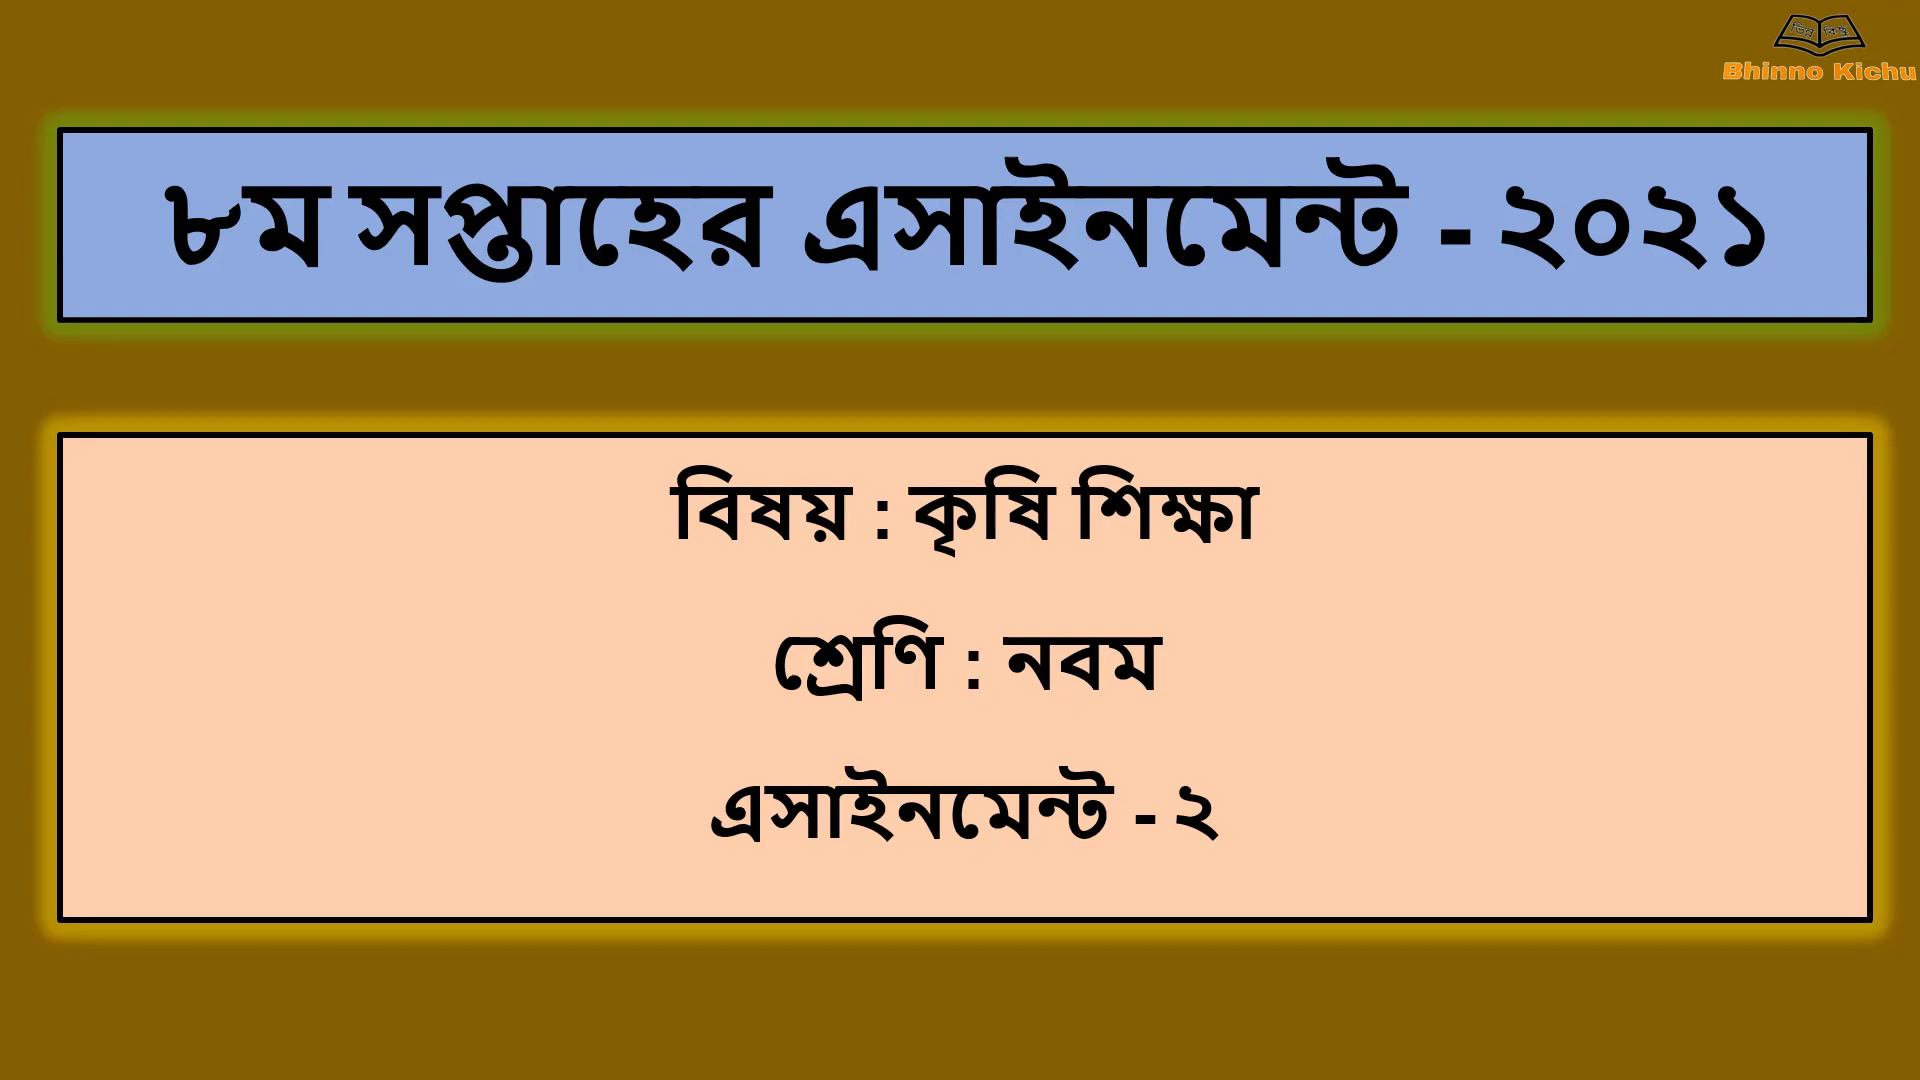 ভিন্ন কিছু
Bhinno Kichu
৮ম সপ্তাহের এসাইনমেন্ট - ২০২১
বিষয় : কৃষি শিক্ষা
শ্রেণি : নবম
এসাইনমেন্ট - ২